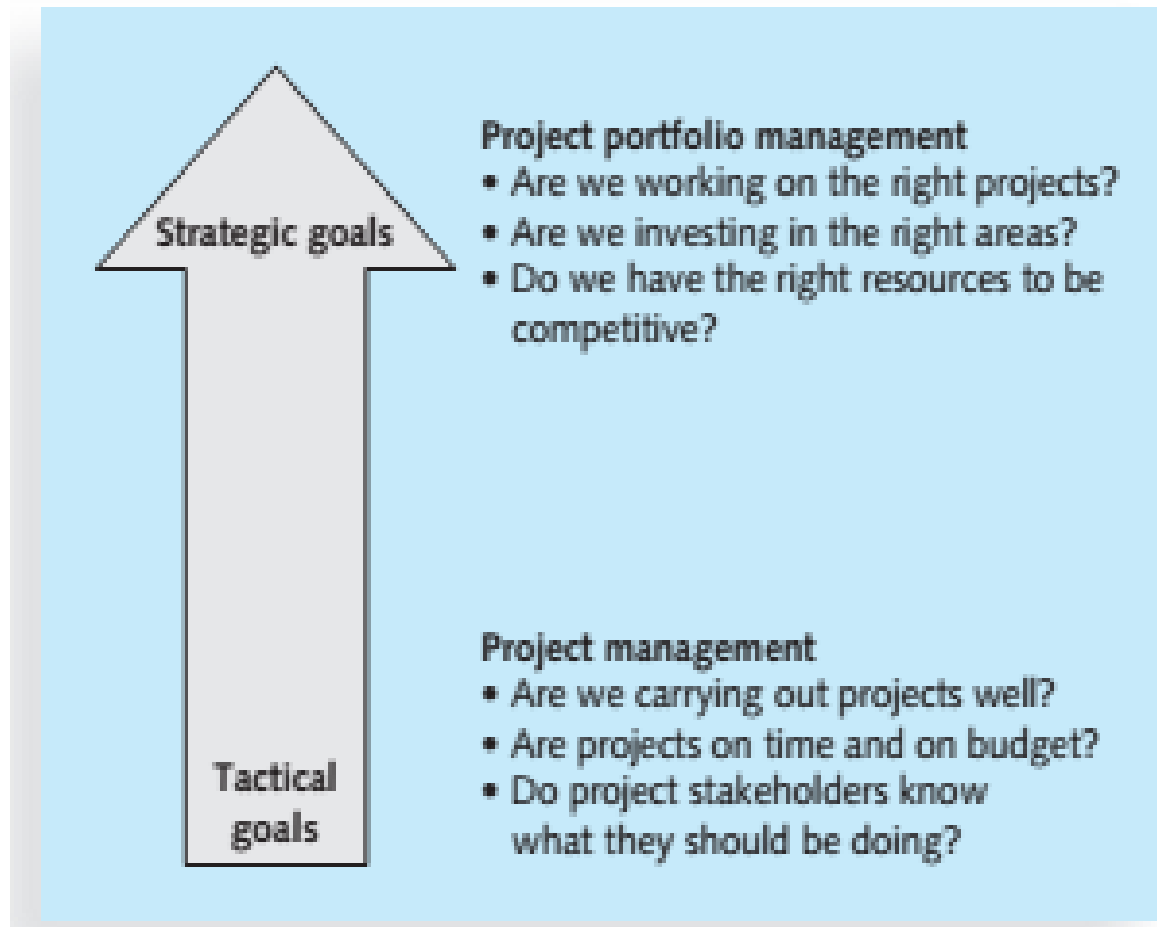 Project portfolio management
• Are we working on the right projects?
Strategic goals
• Are we investing in the right areas?
• Do we have the right resources to be
competitive?
Project management
• Are we carrying out projects well?
• Are projects on time and on budget?
Tactical
goals
• Do project stakeholders know
what they should be doing?